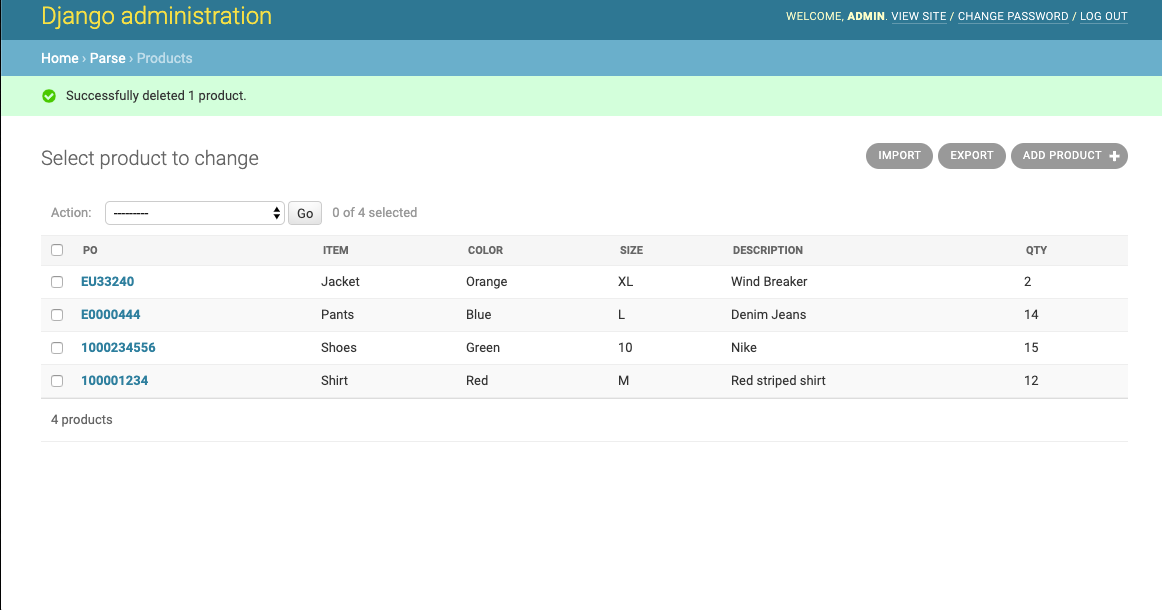 Django administration
WELCOME, ADMIN. VIEW SITE / CHANGE PASSWORD / LOG OUT
Home › Parse › Products
Successfully deleted 1 product.
Select product to change
IMPORT EXPORT ADD PRODUCT +
Action: --------- Go 0 of 4 selected
PO ITEM COLOR SIZE DESCRIPTION QTY
EU33240 Jacket Orange XL Wind Breaker 2
E0000444 Pants Blue L Denim Jeans 14
1000234556 Shoes Green 10 Nike 15
100001234 Shirt Red M Red striped shirt 12
4 products